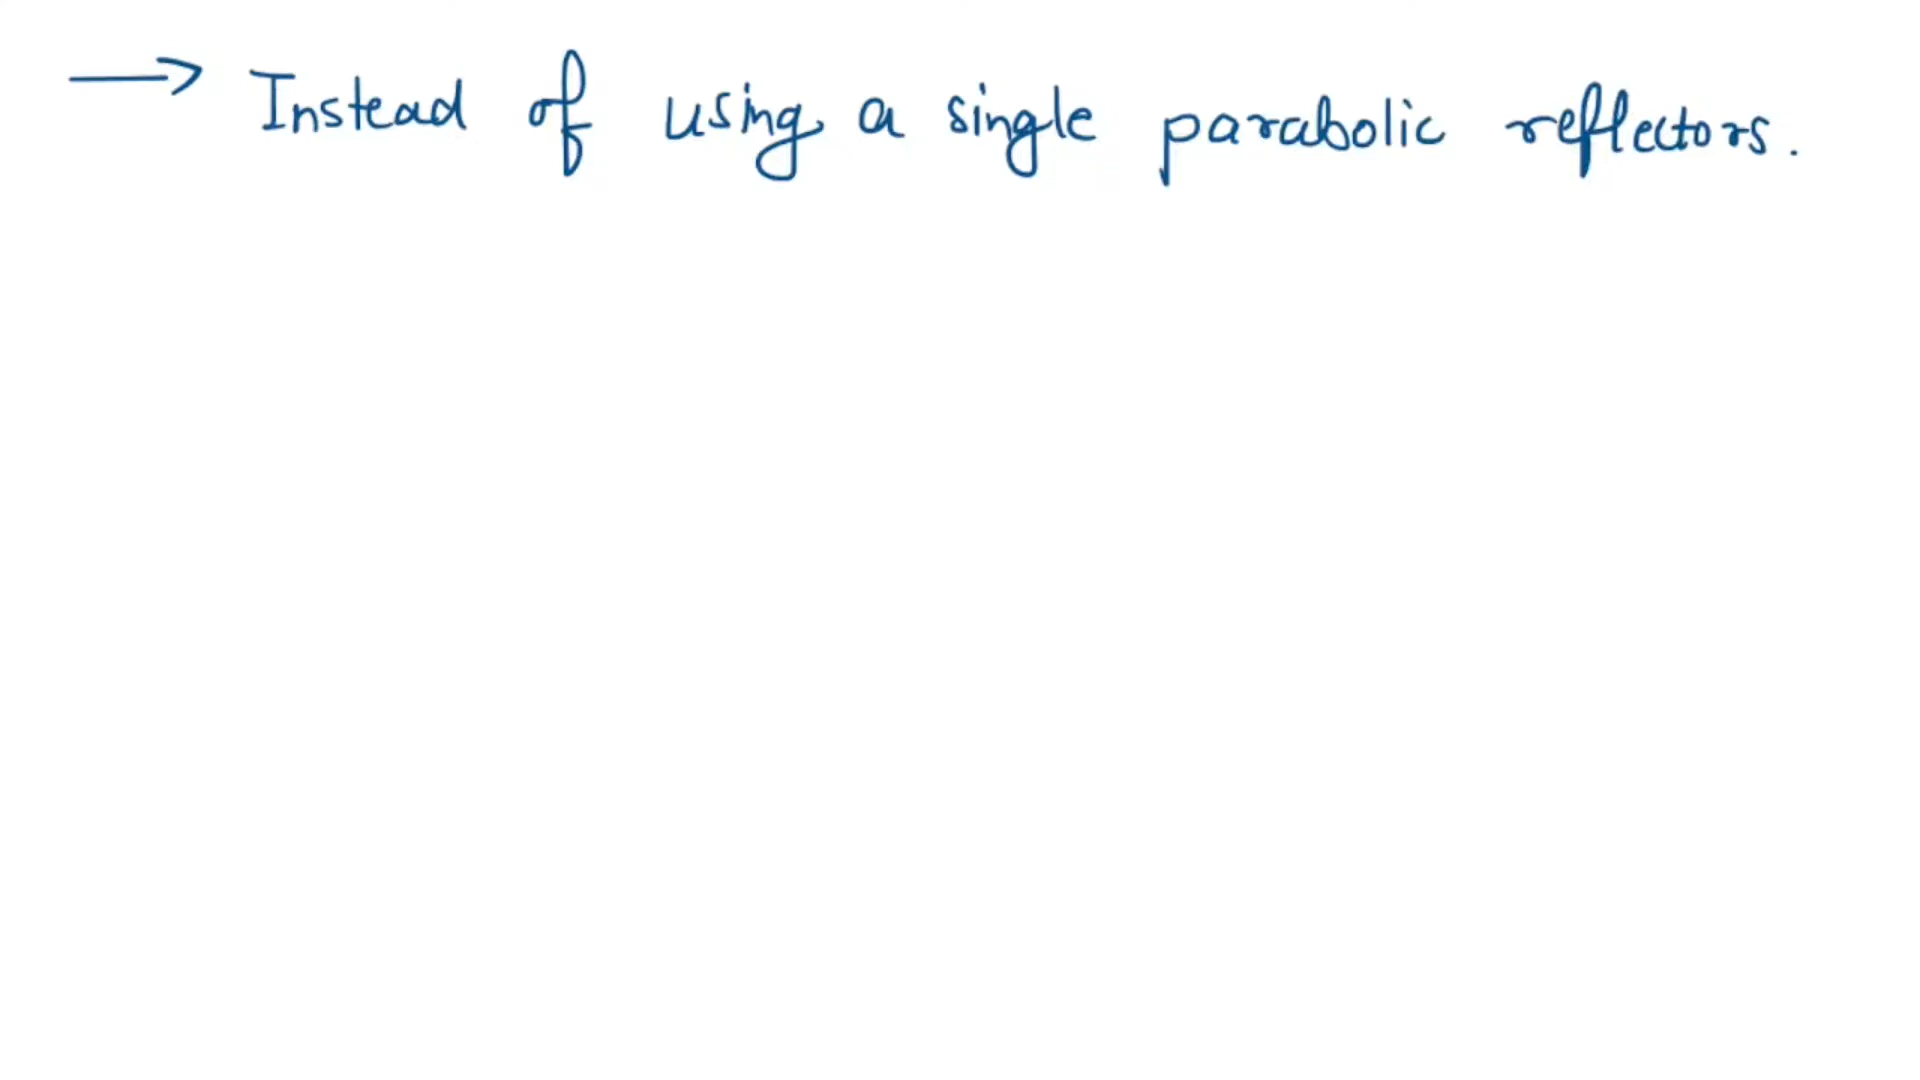 → Instead of using a single parabolic reflectors.